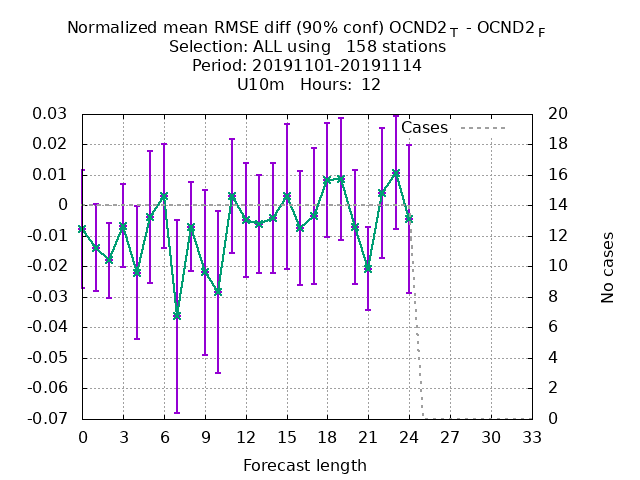 Normalized mean RMSE diff (90% conf) OCND2 T - OCND2 F
Selection: ALL using 158 stations
Period: 20191101-20191114
U10m Hours: 12
0.03
0.02
0.01
0
-0.01
-0.02
-0.03
-0.04
-0.05
-0.06
-0.07
Cases
20
18
16
14
12
10
8
6
4
2
0
No cases
0 3 6 9 12 15 18 21 24 27 30 33
Forecast length